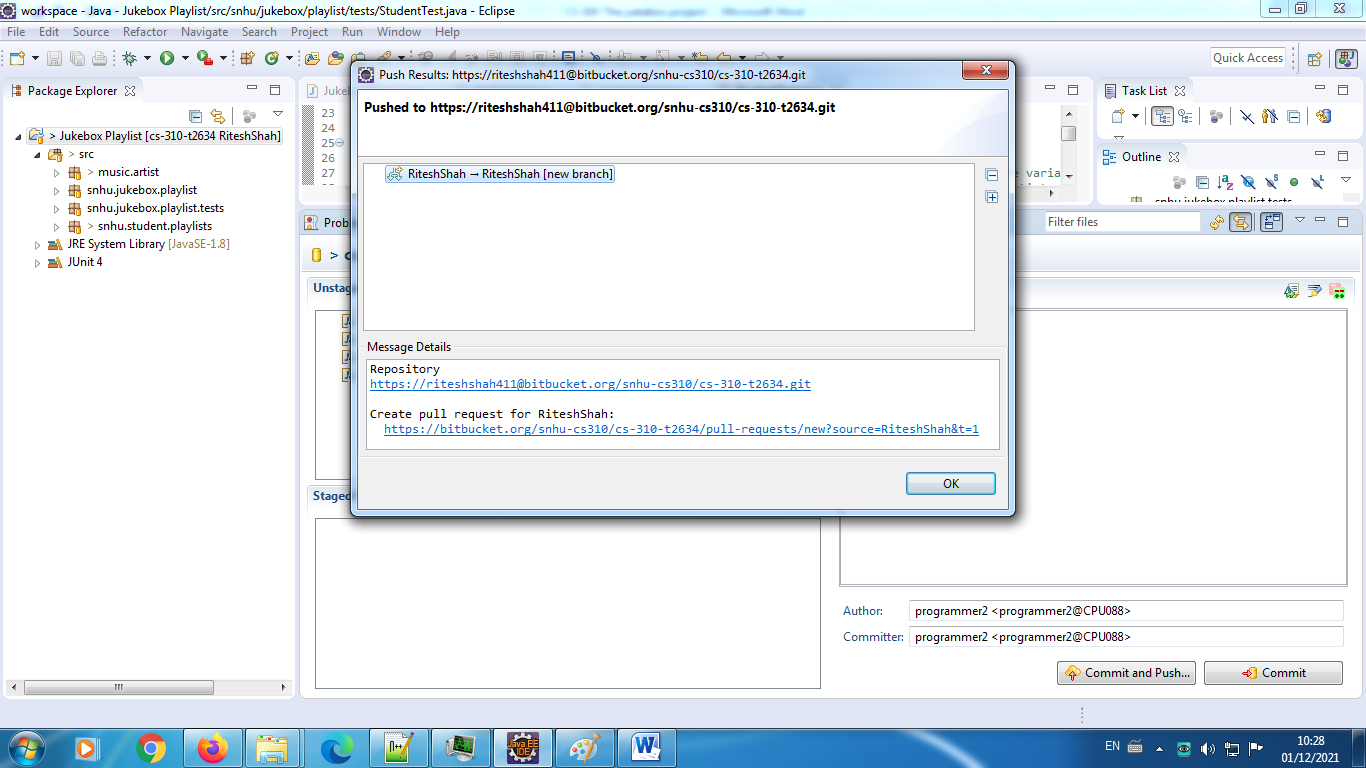 workspace - Java - Jukebox Playlist/src/snhu/jukebox/playlist/tests/StudentTest.java - Eclipse
File Edit Source Refactor Navigate Search Project Run Window Help
Quick Access
Package Explorer
> Jukebox Playlist [cs-310-t2634 RiteshShah]
> src
> music.artist
snhu.jukebox.playlist
snhu.jukebox.playlist.tests
> snhu.student.playlists
JRE System Library [JavaSE-1.8]
JUnit 4
23
24
25
26
27
Push Results: https://riteshshah411@bitbucket.org/snhu-cs310/cs-310-t2634.git
Pushed to https://riteshshah411@bitbucket.org/snhu-cs310/cs-310-t2634.git
RiteshShah → RiteshShah [new branch]
Message Details
Repository
https://riteshshah411@bitbucket.org/snhu-cs310/cs-310-t2634.git
Create pull request for RiteshShah:
https://bitbucket.org/snhu-cs310/cs-310-t2634/pull-requests/new?source=RiteshShah&t=1
OK
Task List
Outline
snhu.jukebox.playlist.tests
Filter files
Author: programmer2 <programmer2@CPU088>
Committer: programmer2 <programmer2@CPU088>
Commit and Push... Commit
EN
10:28
01/12/2021